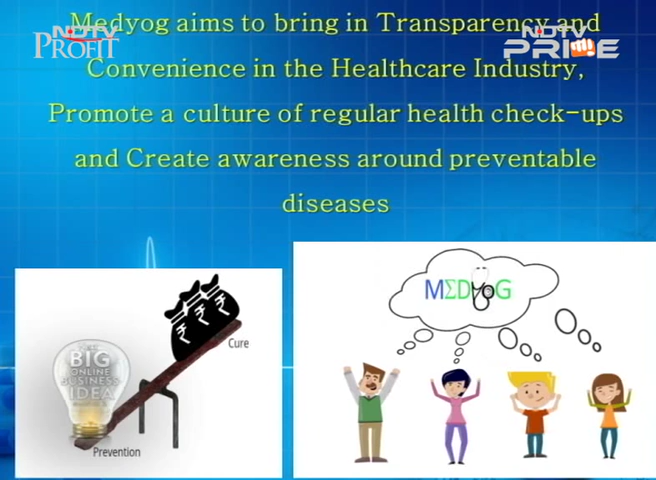 Medyog aims to bring in Transparency and
NDTV
PROFIT
NDTV
PRIME
Convenience in the Healthcare Industry,
Promote a culture of regular health check-ups
and Create awareness around preventable
diseases
₹ ₹ ₹
Cure
BIG
ONLINE
BUSINESS
IDEA
Prevention
MΣDyoG